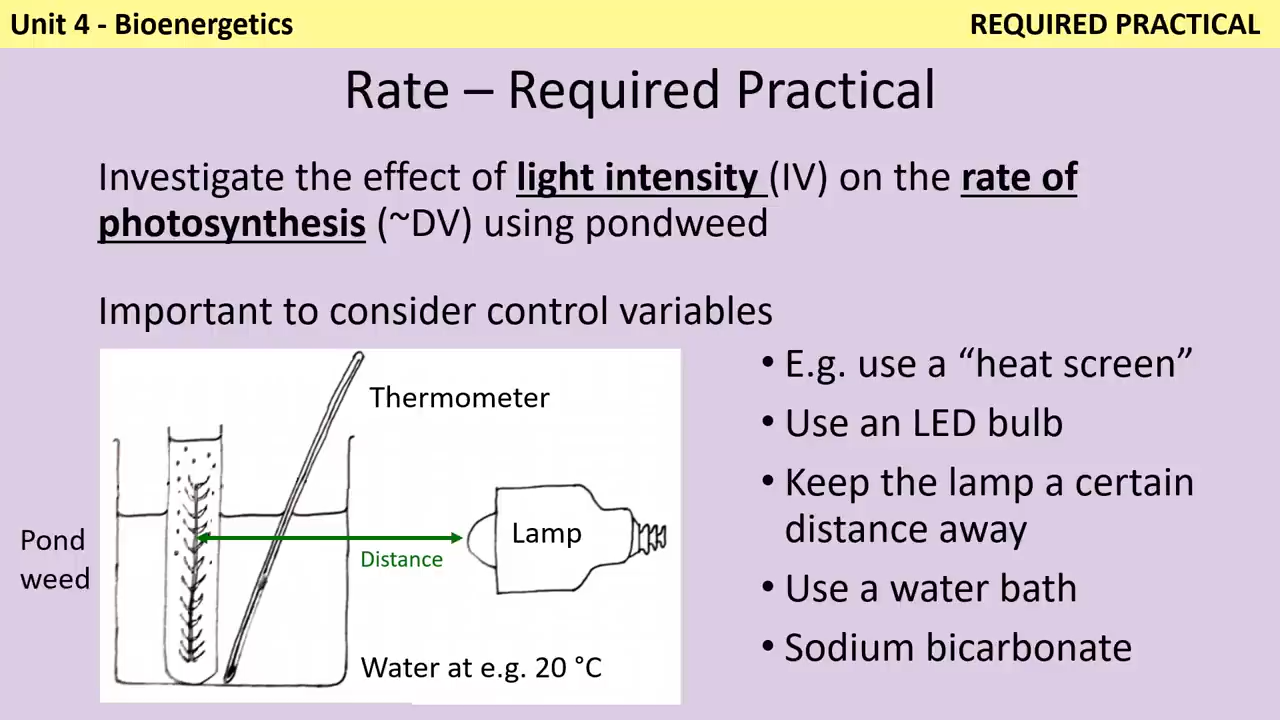 Unit 4 - Bioenergetics
REQUIRED PRACTICAL
Rate – Required Practical
Investigate the effect of light intensity (IV) on the rate of
photosynthesis (~DV) using pondweed
Important to consider control variables
Thermometer
Lamp
Distance
Pond
weed
Water at e.g. 20 °C
• E.g. use a “heat screen”
• Use an LED bulb
• Keep the lamp a certain
distance away
• Use a water bath
• Sodium bicarbonate